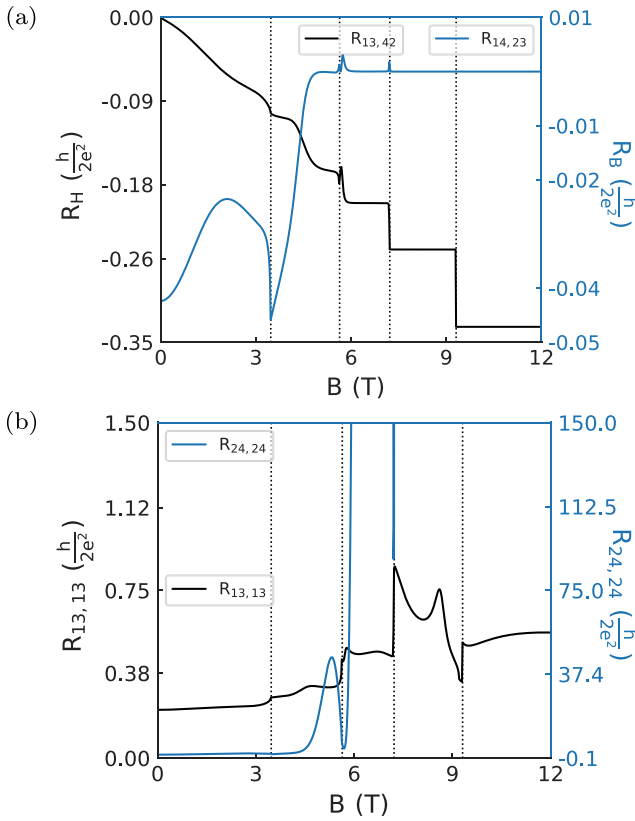 (a)
0.00
-0.09
-0.18
-0.26
-0.35
R_H (h/2e²)
R_13,42
R_14,23
0.01
-0.01
-0.02
-0.04
-0.05
R_B (h/2e²)
0 3 6 9 12
B (T)
(b)
1.50
1.12
0.75
0.38
0.00
R_13,13 (h/2e²)
R_24,24
R_13,13
150.0
112.5
75.0
37.4
-0.1
R_24,24 (h/2e²)
0 3 6 9 12
B (T)